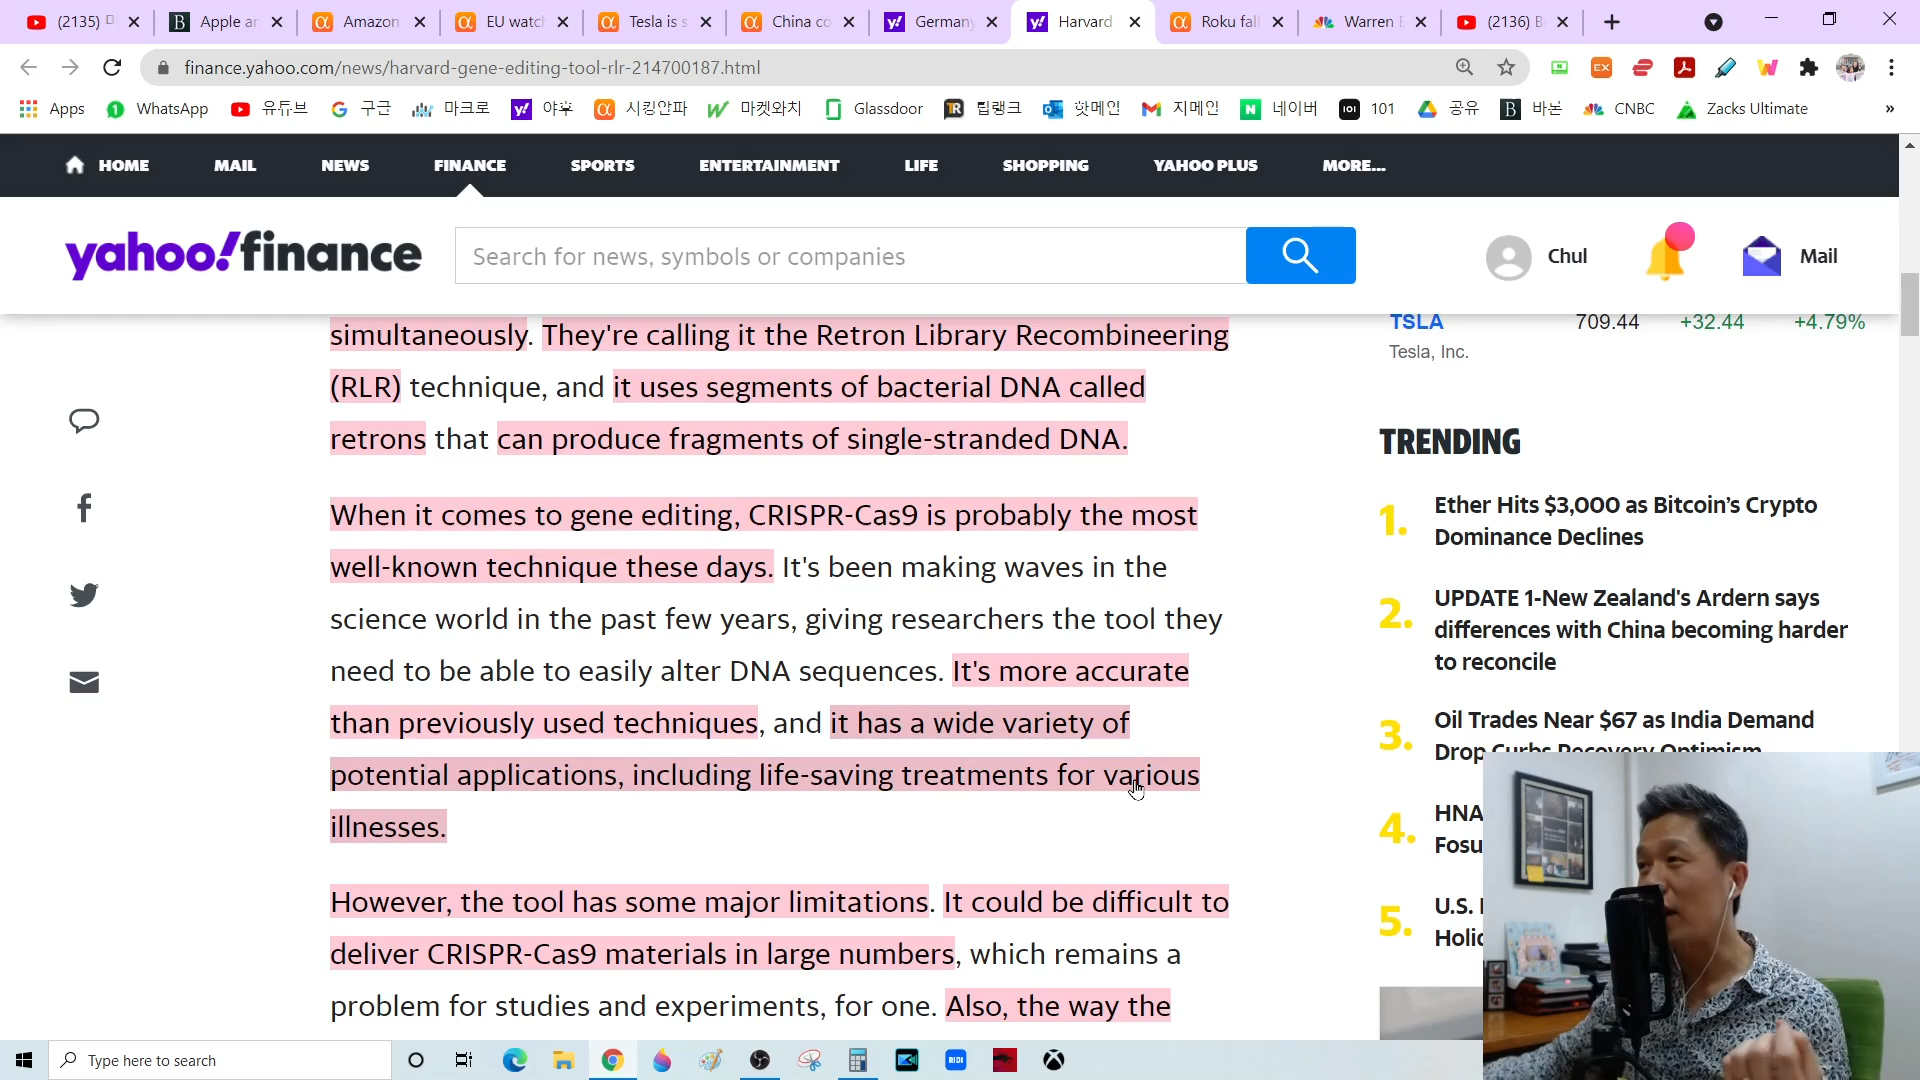 (2135)
Apple an
Amazon
EU watc
Tesla is s
China co
Germany
Harvard
Roku fall
Warren B
(2136) B
finance.yahoo.com/news/harvard-gene-editing-tool-rlr-214700187.html
Apps
WhatsApp
유튜브
구글
마크로
야후
시킹안파
마켓와치
Glassdoor
팁랭크
핫메인
지메인
네이버
101
공유
바론
CNBC
Zacks Ultimate
»
HOME
MAIL
NEWS
FINANCE
SPORTS
ENTERTAINMENT
LIFE
SHOPPING
YAHOO PLUS
MORE...
yahoo!finance
Search for news, symbols or companies
Chul
Mail
simultaneously. They're calling it the Retron Library Recombineering
(RLR) technique, and it uses segments of bacterial DNA called
retrons that can produce fragments of single-stranded DNA.
When it comes to gene editing, CRISPR-Cas9 is probably the most
well-known technique these days. It's been making waves in the
science world in the past few years, giving researchers the tool they
need to be able to easily alter DNA sequences. It's more accurate
than previously used techniques, and it has a wide variety of
potential applications, including life-saving treatments for various
illnesses.
However, the tool has some major limitations. It could be difficult to
deliver CRISPR-Cas9 materials in large numbers, which remains a
problem for studies and experiments, for one. Also, the way the
TSLA 709.44 +32.44 +4.79%
Tesla, Inc.
TRENDING
1. Ether Hits $3,000 as Bitcoin's Crypto
Dominance Declines
2. UPDATE 1-New Zealand's Ardern says
differences with China becoming harder
to reconcile
3. Oil Trades Near $67 as India Demand
Drop Curbs Recovery Optimism
4. HNA
Fosu
5. U.S.
Holid
Type here to search
RIDI